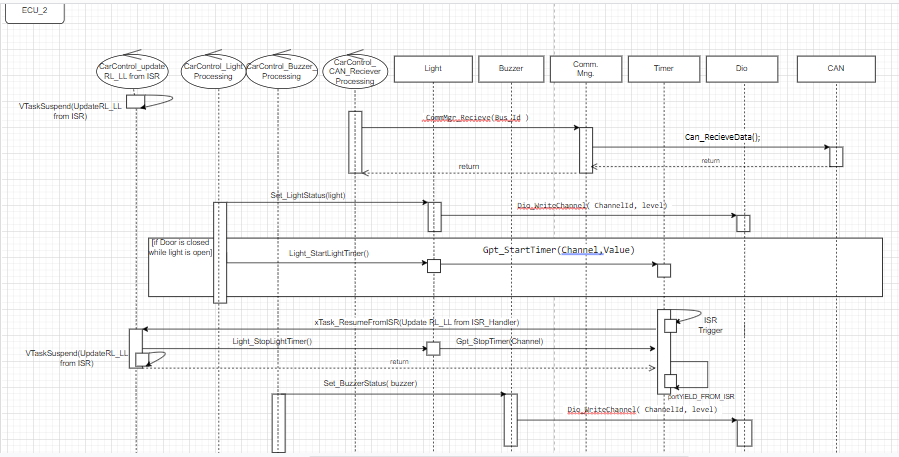 ECU_2
CarControl_update
RL_LL from ISR
CarControl_Light
Processing
CarControl_Buzzer_
Processing
CarControl_
CAN_Reciever
Processing
Light
Buzzer
Comm.
Mng.
Timer
Dio
CAN
VTaskSuspend(UpdateRL_LL
from ISR)
CommMgr_Recieve(Bus_Id )
Can_RecieveData();
return
return
Set_LightStatus(light)
Dio_WriteChannel( ChannelId, level)
[if Door is closed
while light is open]
Light_StartLightTimer()
Gpt_StartTimer(Channel,Value)
ISR
Trigger
xTask_ResumeFromISR(Update RL_LL from ISR_Handler)
Light_StopLightTimer()
Gpt_StopTimer(Channel)
VTaskSuspend(UpdateRL_LL
from ISR)
return
portYIELD_FROM_ISR
Set_BuzzerStatus( buzzer)
Dio_WriteChannel( ChannelId, level)